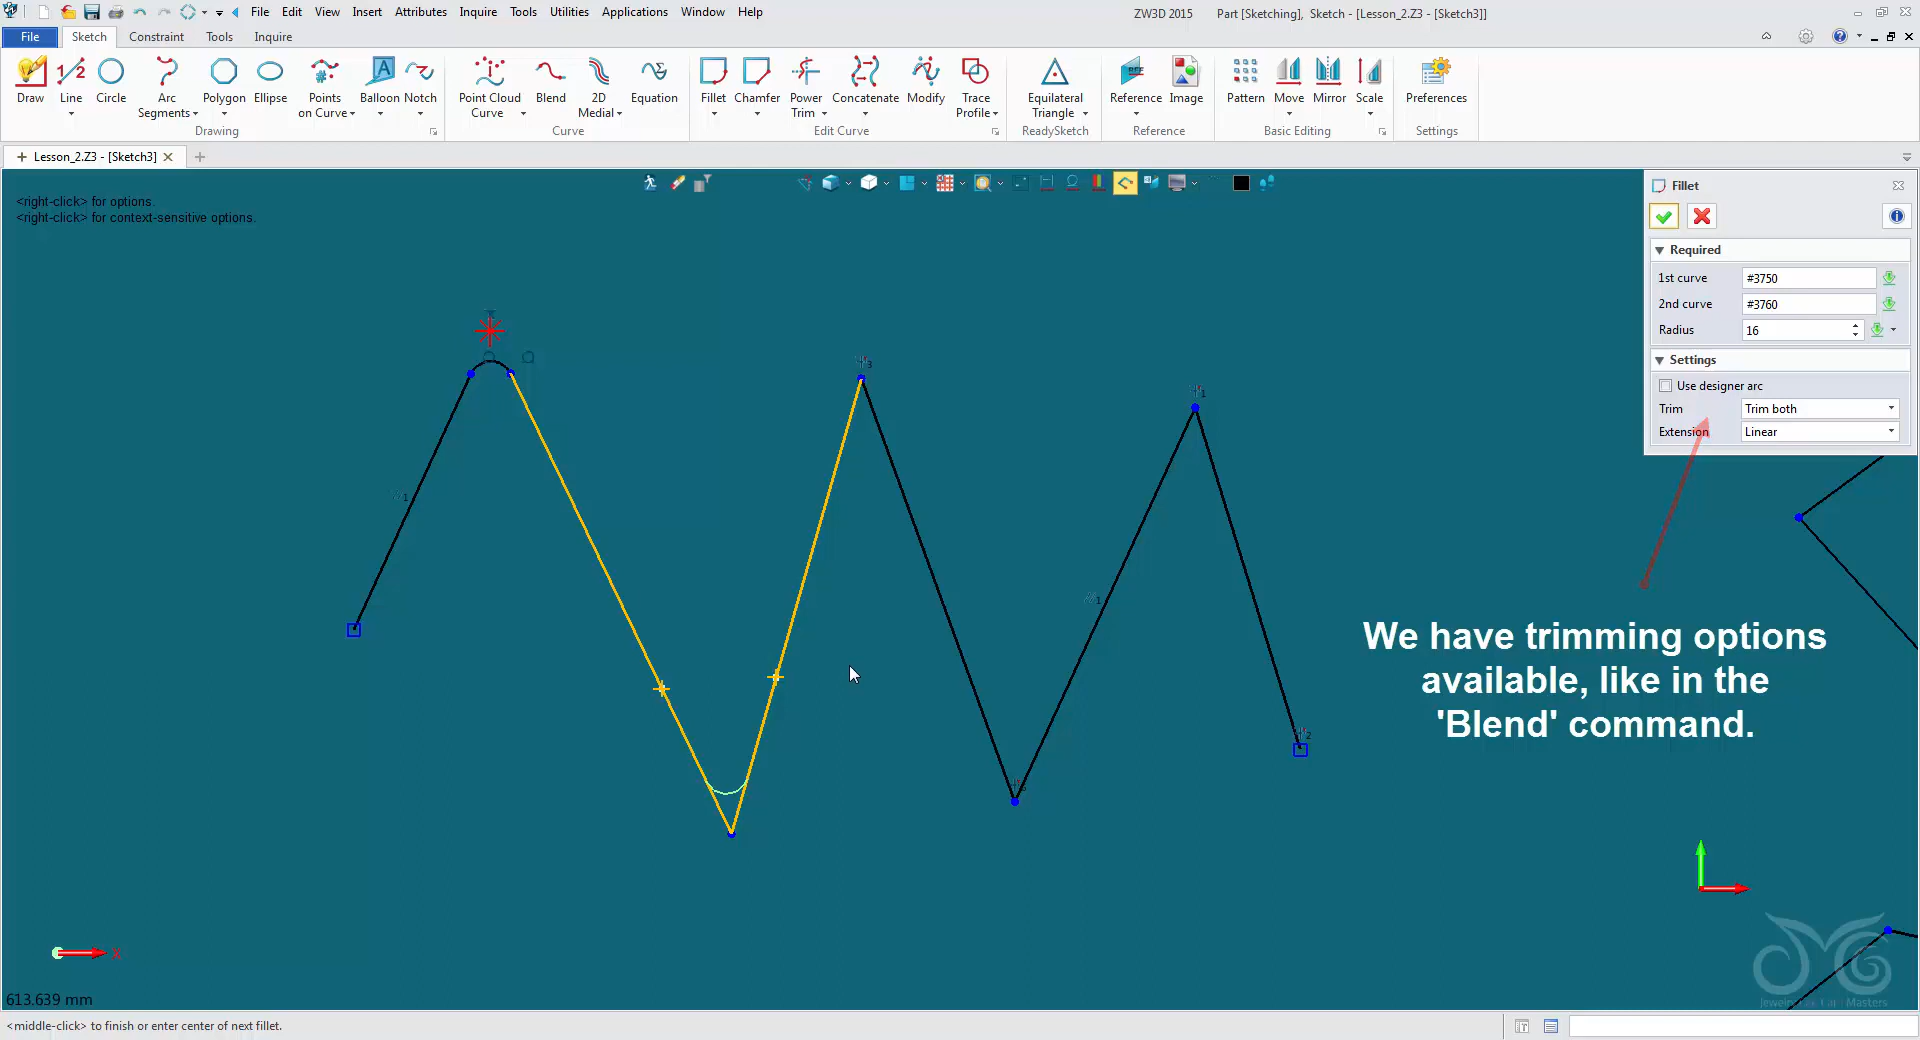 File Edit View Insert Attributes Inquire Tools Utilities Applications Window Help
ZW3D 2015 Part [Sketching], Sketch - [Lesson_2.Z3 - [Sketch3]]
File Sketch Constraint Tools Inquire
Draw Line Circle Arc Segments Polygon Ellipse Points on Curve Balloon Notch
Drawing
Point Cloud Curve Blend 2D Medial Equation
Curve
Fillet Chamfer Power Trim Concatenate Modify Trace Profile
Edit Curve
Equilateral Triangle
ReadySketch
Reference Image
Reference
Pattern Move Mirror Scale
Basic Editing
Preferences
Settings
Lesson_2.Z3 - [Sketch3]
<right-click> for options.
<right-click> for context-sensitive options.
Fillet
Required
1st curve #3750
2nd curve #3760
Radius 16
Settings
Use designer arc
Trim Trim both
Extension Linear
We have trimming options
available, like in the
'Blend' command.
X
613.639 mm
<middle-click> to finish or enter center of next fillet.